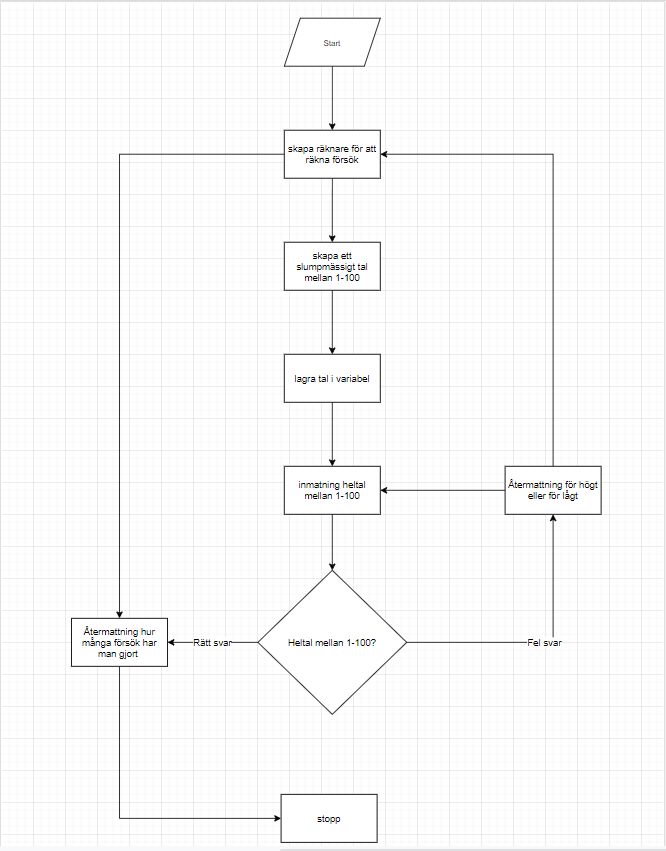 Start
skapa räknare för att
räkna försök
skapa ett
slumpmässigt tal
mellan 1-100
lagra tal i variabel
inmatning heltal
mellan 1-100
Återmattning för högt
eller för lågt
Återmattning hur
många försök har
man gjort
Rätt svar
Heltal mellan 1-100?
Fel svar
stopp